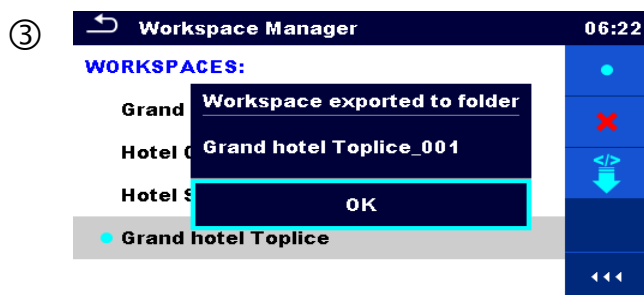 ③
Workspace Manager 06:22
WORKSPACES:
Grand
Hotel
Hotel
Grand hotel Toplice
Workspace exported to folder
Grand hotel Toplice_001
OK